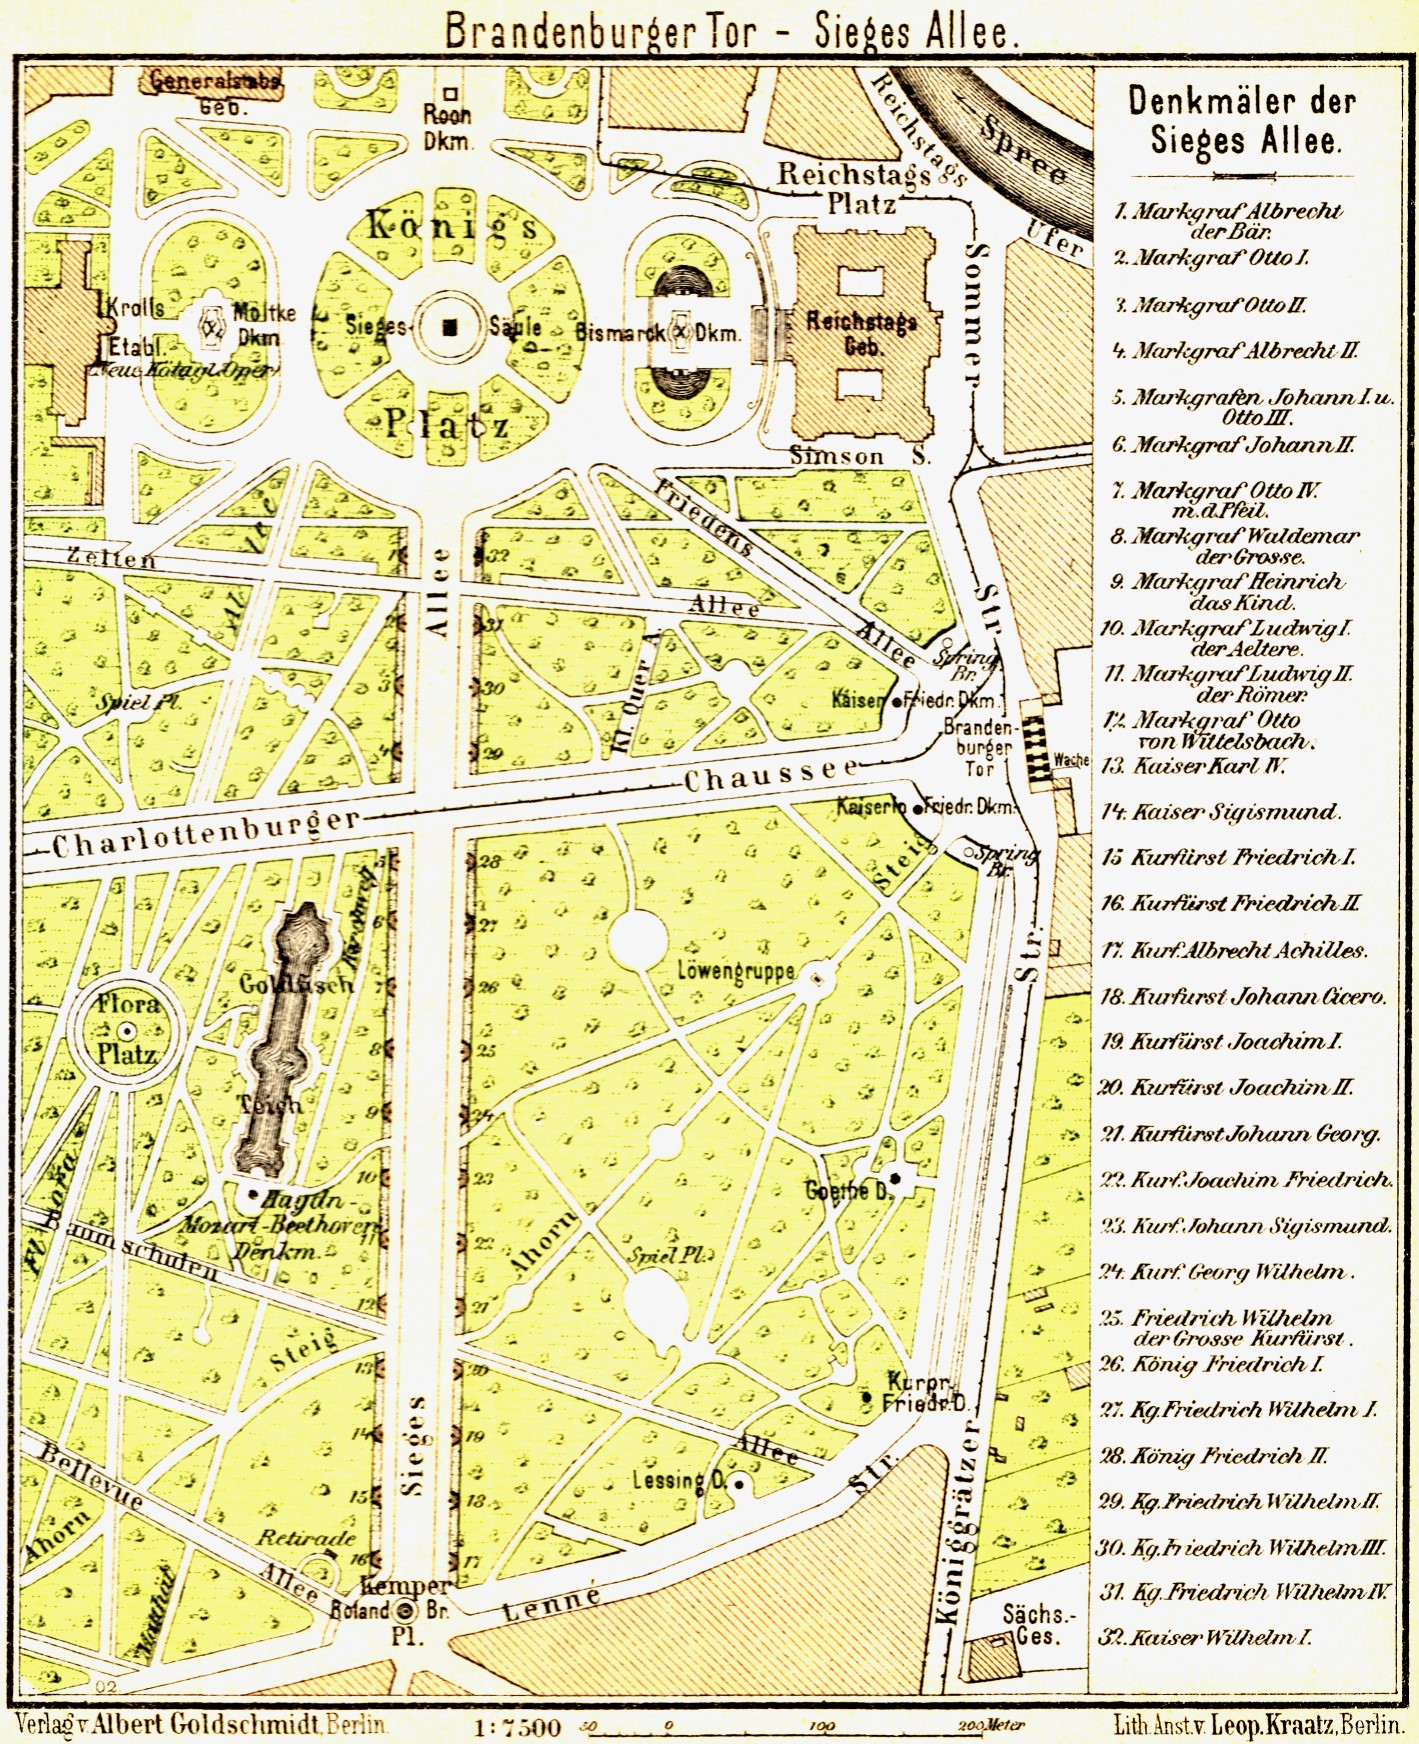 Brandenburger Tor - Sieges Allee.
Generalstabs
Geb.
Roon
Dkm.
Reichstags
Spree
Ufer
Reichstags
Platz
Königs
Platz
Sommer
Str.
Krolls
Etabl.
Moltke
Dkm
Sieges-
Säule
Bismarck
Dkm.
Reichstags
Geb.
Simson S.
Zelten
Allee
Friedens
Allee
Allee
1
2
3
4
32
31
30
29
Kl. Quer A.
Spiel Pl.
Spring
Br.
Kaiser
Friedr. Dkm.
Branden-
burger
Tor
Wache
Charlottenburger
Chaussee
Kaiserin
Friedr. Dkm.
Spring
Br.
Steig
Str.
5
6
7
8
9
10
11
12
13
14
15
16
28
27
26
25
24
23
22
21
20
19
18
17
Flora
Platz
Goldfisch
Teich
Löwengruppe
Haydn-
Mozart-Beethoven
Denkm.
Goethe D.
Ahorn
Spiel Pl.
Flora
Baumschulen
Steig
Allee
Sieges
Kurpr.
Friedr. D.
Lessing D.
Bellevue
Allee
Ahorn
Retirade
Kemper
Roland
Br.
Pl.
Lenné
Str.
Königgrätzer
Sächs.-
Ges.
02
Denkmäler der
Sieges Allee.
1. Markgraf Albrecht
der Bär.
2. Markgraf Otto I.
3. Markgraf Otto II.
4. Markgraf Albrecht II.
5. Markgrafen Johann I. u.
Otto III.
6. Markgraf Johann II.
7. Markgraf Otto IV.
m. d. Pfeil.
8. Markgraf Waldemar
der Grosse.
9. Markgraf Heinrich
das Kind.
10. Markgraf Ludwig I.
der Aeltere.
11. Markgraf Ludwig II.
der Römer.
12. Markgraf Otto
von Wittelsbach.
13. Kaiser Karl IV.
14. Kaiser Sigismund.
15 Kurfürst Friedrich I.
16. Kurfürst Friedrich II
17. Kurf. Albrecht Achilles.
18. Kurfürst Johann Cicero.
19. Kurfürst Joachim I.
20. Kurfürst Joachim II.
21. Kurfürst Johann Georg.
22. Kurf. Joachim Friedrich.
23. Kurf. Johann Sigismund.
24. Kurf. Georg Wilhelm.
25. Friedrich Wilhelm
der Grosse Kurfürst.
26. König Friedrich I.
27. Kg. Friedrich Wilhelm I.
28. König Friedrich II.
29. Kg. Friedrich Wilhelm II.
30. Kg. Friedrich Wilhelm III.
31. Kg. Friedrich Wilhelm IV.
32. Kaiser Wilhelm I.
Verlag v. Albert Goldschmidt, Berlin.
1:7500
50 0 100 200 Meter
Lith. Anst. v. Leop. Kraatz, Berlin.